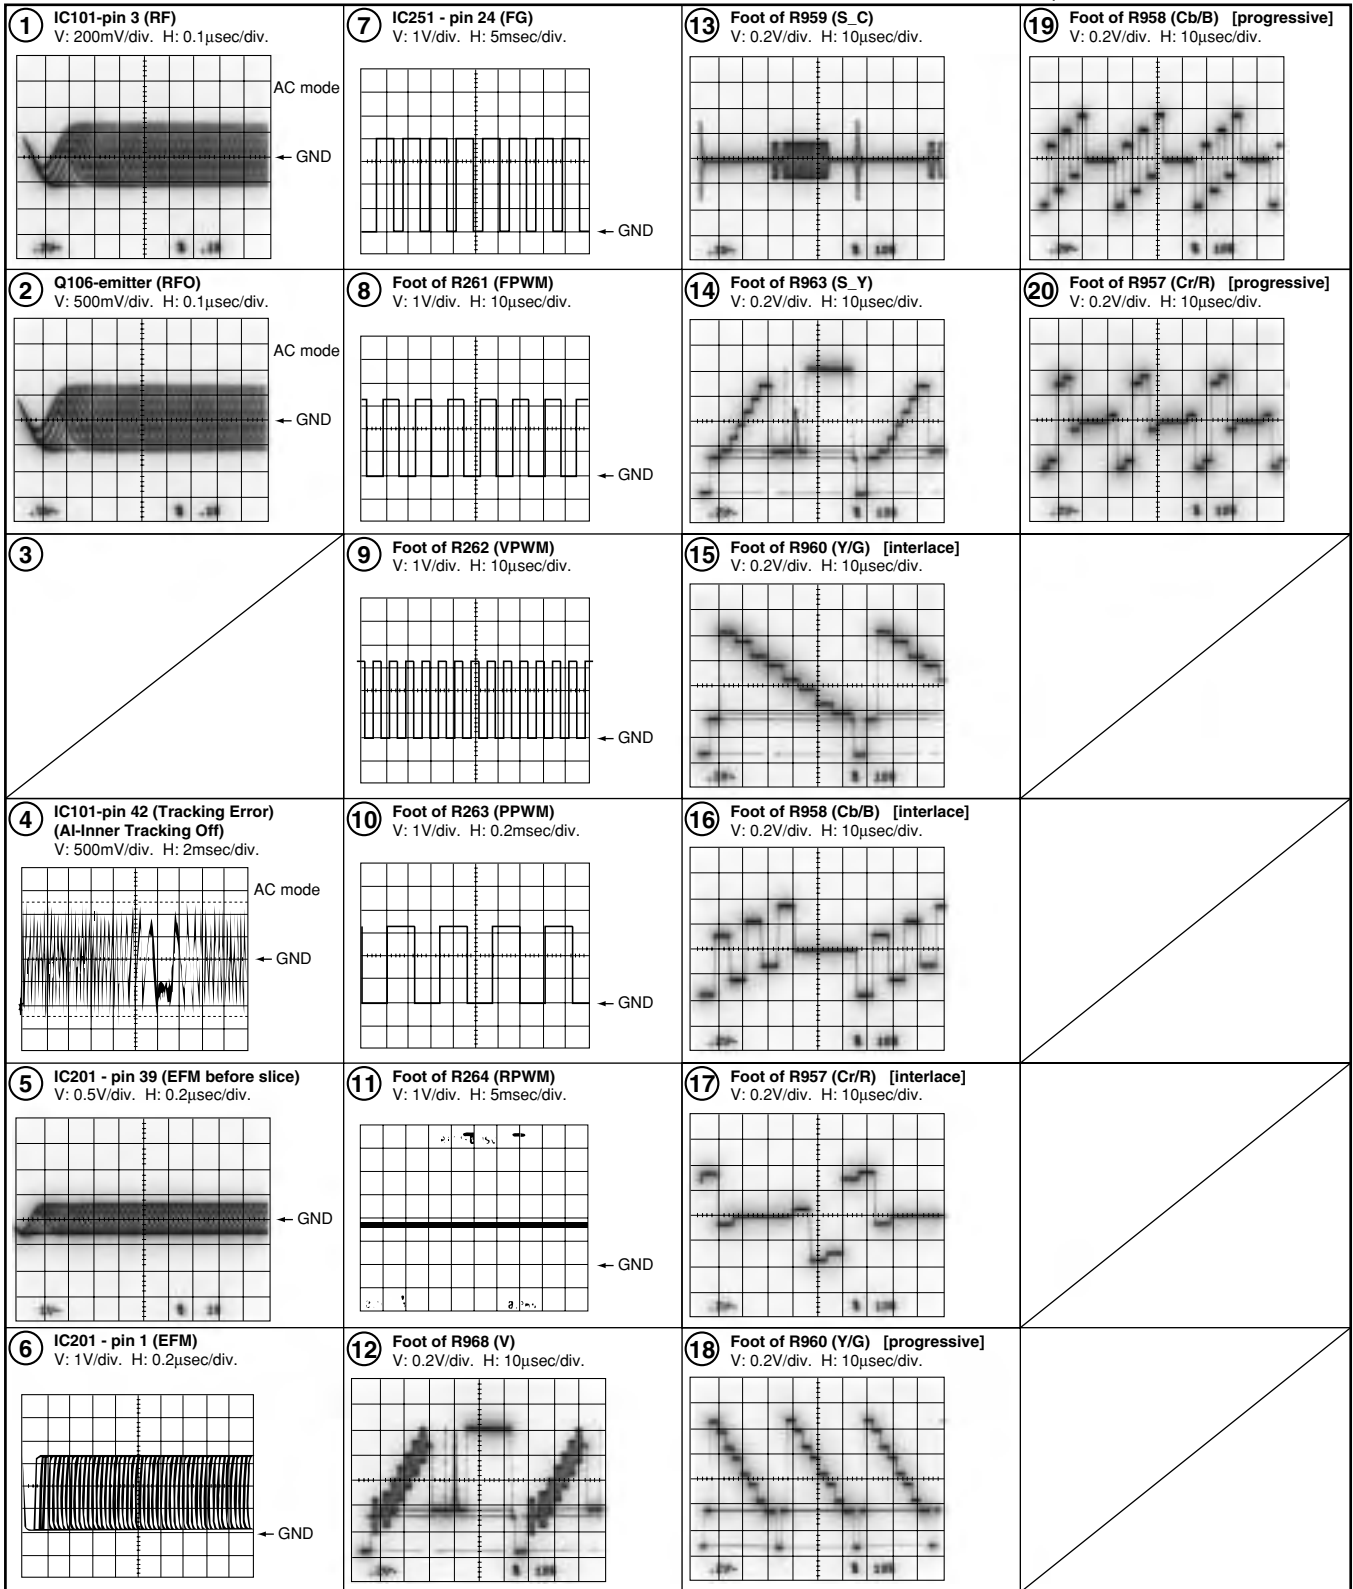 1 IC101-pin 3 (RF)
V: 200mV/div. H: 0.1μsec/div.
AC mode
← GND
2 Q106-emitter (RFO)
V: 500mV/div. H: 0.1μsec/div.
AC mode
← GND
3
4 IC101-pin 42 (Tracking Error)
(Al-Inner Tracking Off)
V: 500mV/div. H: 2msec/div.
AC mode
← GND
5 IC201 - pin 39 (EFM before slice)
V: 0.5V/div. H: 0.2μsec/div.
← GND
6 IC201 - pin 1 (EFM)
V: 1V/div. H: 0.2μsec/div.
← GND
7 IC251 - pin 24 (FG)
V: 1V/div. H: 5msec/div.
← GND
8 Foot of R261 (FPWM)
V: 1V/div. H: 10μsec/div.
← GND
9 Foot of R262 (VPWM)
V: 1V/div. H: 10μsec/div.
← GND
10 Foot of R263 (PPWM)
V: 1V/div. H: 0.2msec/div.
← GND
11 Foot of R264 (RPWM)
V: 1V/div. H: 5msec/div.
← GND
12 Foot of R968 (V)
V: 0.2V/div. H: 10μsec/div.
13 Foot of R959 (S_C)
V: 0.2V/div. H: 10μsec/div.
14 Foot of R963 (S_Y)
V: 0.2V/div. H: 10μsec/div.
15 Foot of R960 (Y/G) [interlace]
V: 0.2V/div. H: 10μsec/div.
16 Foot of R958 (Cb/B) [interlace]
V: 0.2V/div. H: 10μsec/div.
17 Foot of R957 (Cr/R) [interlace]
V: 0.2V/div. H: 10μsec/div.
18 Foot of R960 (Y/G) [progressive]
V: 0.2V/div. H: 10μsec/div.
19 Foot of R958 (Cb/B) [progressive]
V: 0.2V/div. H: 10μsec/div.
20 Foot of R957 (Cr/R) [progressive]
V: 0.2V/div. H: 10μsec/div.